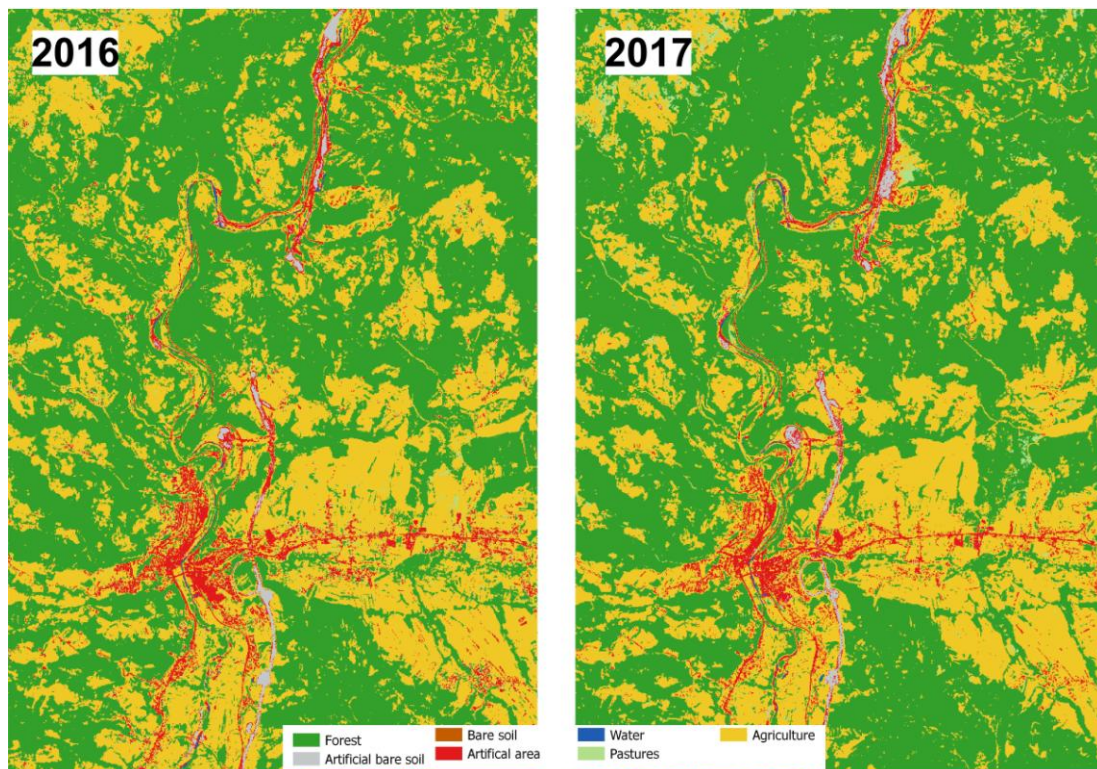 2016
2017
Forest
Artificial bare soil
Bare soil
Artifical area
Water
Pastures
Agriculture